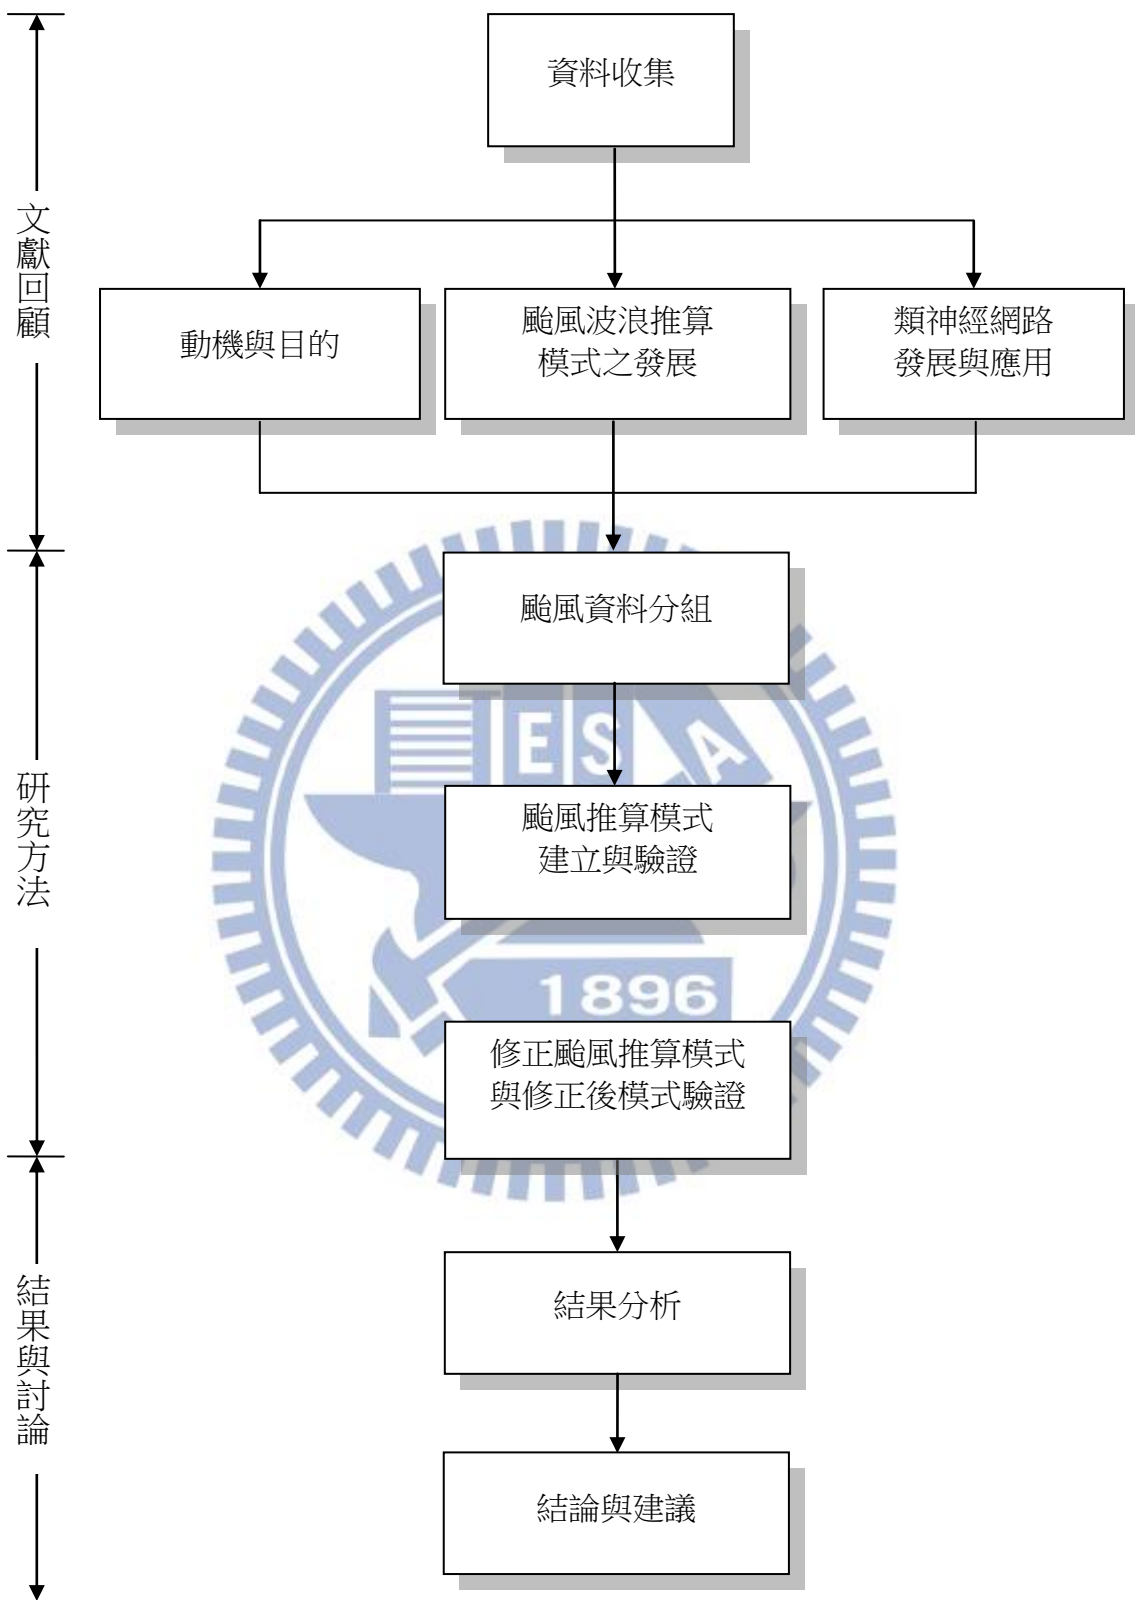 資料收集
文獻回顧
動機與目的
颱風波浪推算
模式之發展
類神經網路
發展與應用
颱風資料分組
ESA
研究方法
颱風推算模式
建立與驗證
1896
修正颱風推算模式
與修正後模式驗證
結果與討論
結果分析
結論與建議